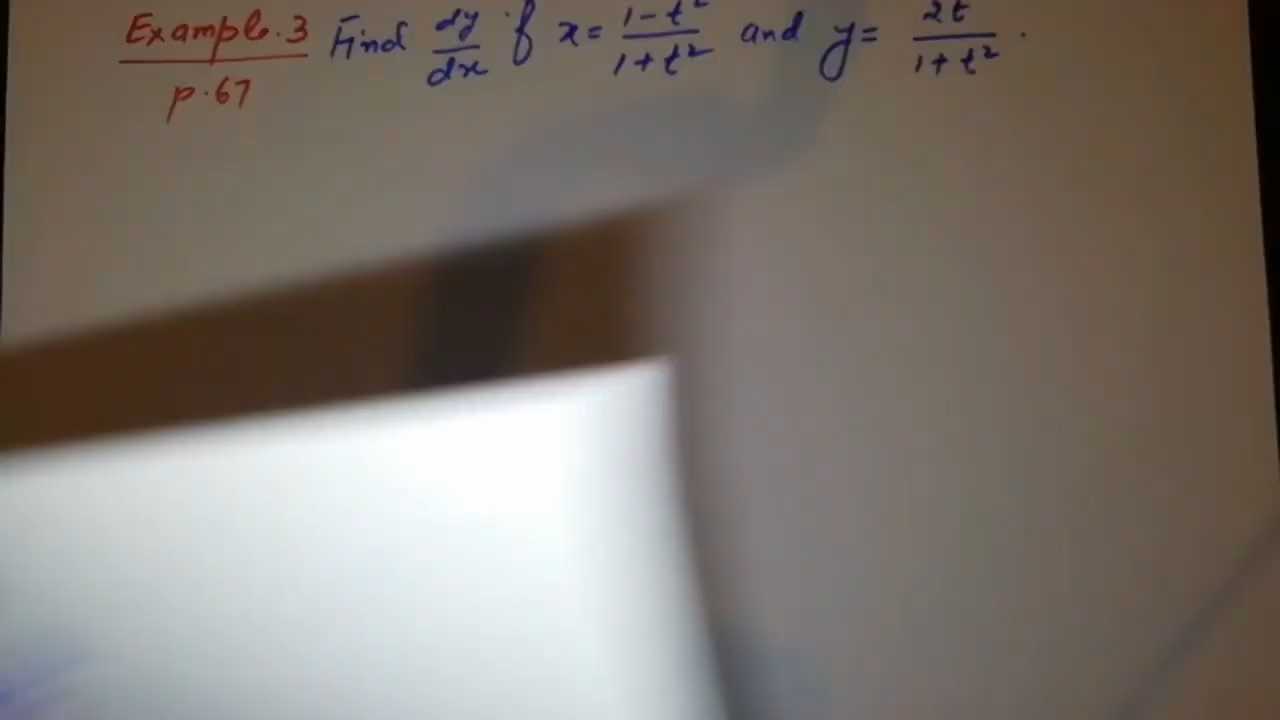 Example.3 Find dy/dx if x = 1-t²/1+t² and y = 2t/1+t².
p.67